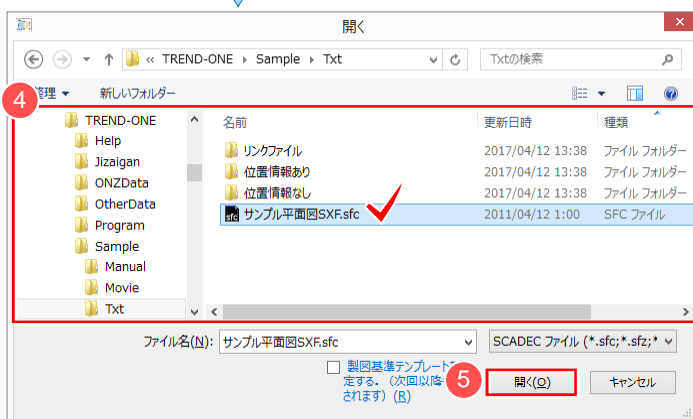 開く
« TREND-ONE Sample Txt Txtの検索
4 整理 新しいフォルダー
TREND-ONE
Help
Jizaigan
ONZData
OtherData
Program
Sample
Manual
Movie
Txt
名前 更新日時 種類
リンクファイル 2017/04/12 13:38 ファイル フォルダー
位置情報あり 2017/04/12 13:38 ファイル フォルダー
位置情報なし 2017/04/12 13:38 ファイル フォルダー
サンプル平面図SXF.sfc 2011/04/12 1:00 SFC ファイル
ファイル名(N): サンプル平面図SXF.sfc SCADEC ファイル (*.sfc;*.sfz;*
製図基準テンプレートを
定する。（次回以降
されます）(R)
5 開く(O) キャンセル